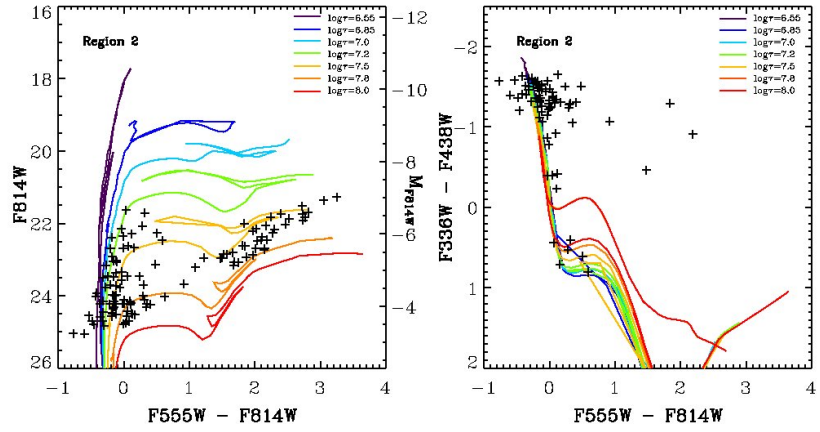 Region 2
logτ=6.55
logτ=6.85
logτ=7.0
logτ=7.2
logτ=7.5
logτ=7.8
logτ=8.0
F814W
16
18
20
22
24
26
-12
-10
-8
-6
-4
M_F814W
-1 0 1 2 3 4
F555W - F814W
Region 2
logτ=6.55
logτ=6.85
logτ=7.0
logτ=7.2
logτ=7.5
logτ=7.8
logτ=8.0
F336W - F438W
-2
-1
0
1
2
-1 0 1 2 3 4
F555W - F814W